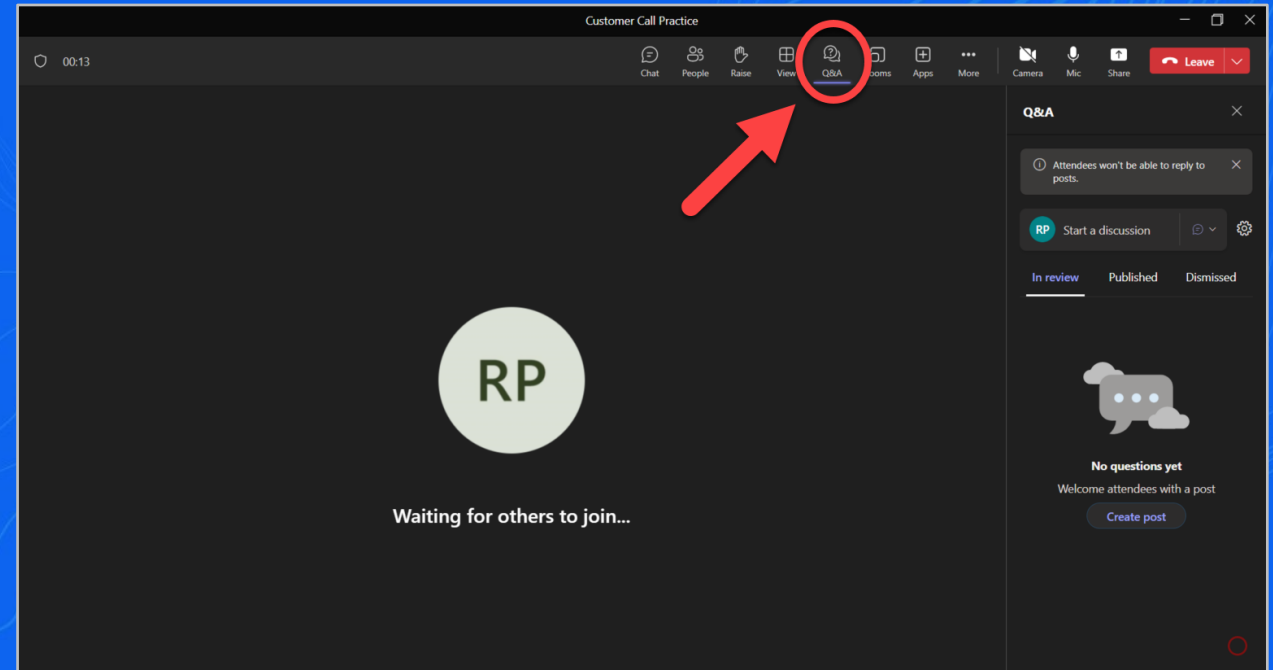 Customer Call Practice
00:13
Chat
People
Raise
View
Q&A
ooms
Apps
More
Camera
Mic
Share
Leave
Q&A
Attendees won't be able to reply to
posts.
RP
Start a discussion
In review
Published
Dismissed
RP
Waiting for others to join...
No questions yet
Welcome attendees with a post
Create post